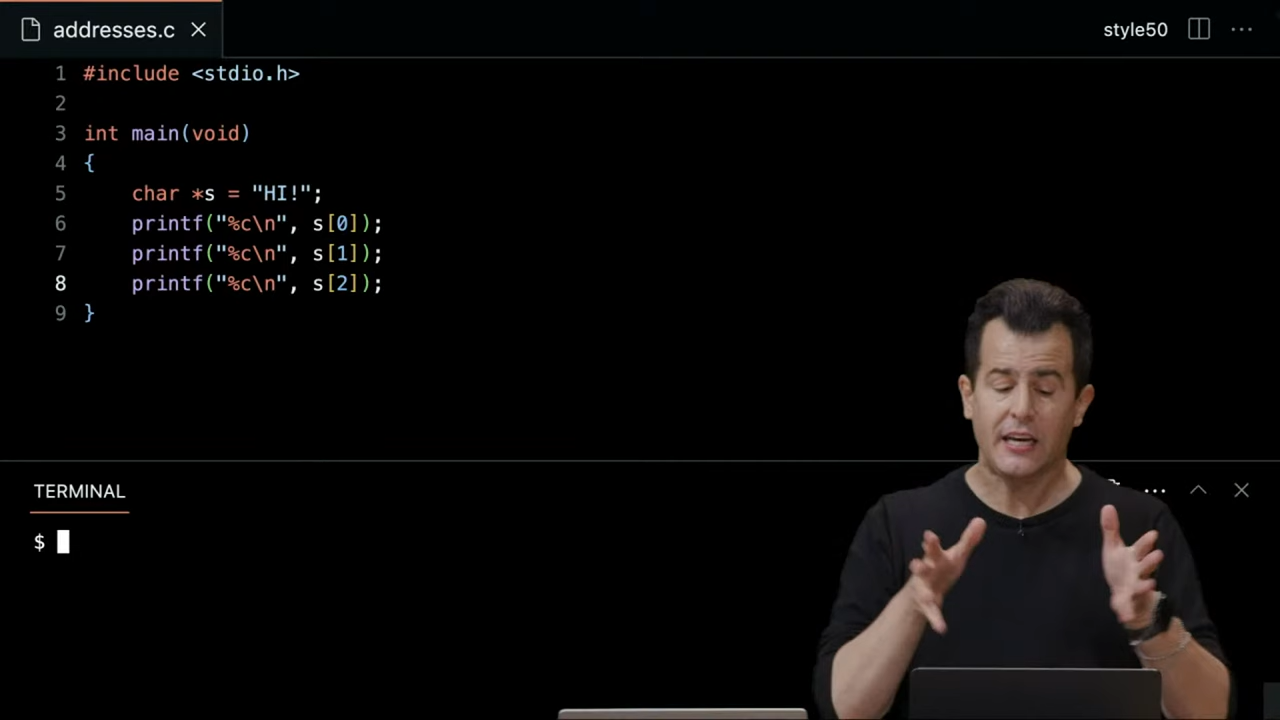 addresses.c
style50
1 #include <stdio.h>
2
3 int main(void)
4 {
5     char *s = "HI!";
6     printf("%c\n", s[0]);
7     printf("%c\n", s[1]);
8     printf("%c\n", s[2]);
9 }
TERMINAL
$